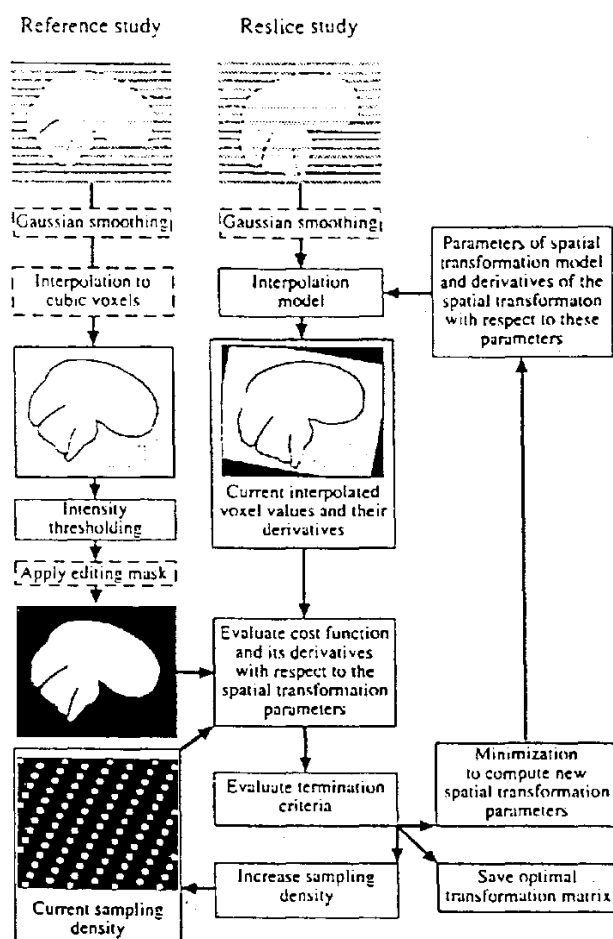 Reference study
Reslice study
Gaussian smoothing
Gaussian smoothing
Interpolation to
cubic voxels
Interpolation
model
Parameters of spatial
transformation model
and derivatives of the
spatial transformaton
with respect to these
parameters
Current interpolated
voxel values and their
derivatives
Intensity
thresholding
Apply editing mask
Evaluate cost function
and its derivatives
with respect to the
spatial transformation
parameters
Evaluate termination
criteria
Minimization
to compute new
spatial transformation
parameters
Increase sampling
density
Save optimal
transformation matrix
Current sampling
density